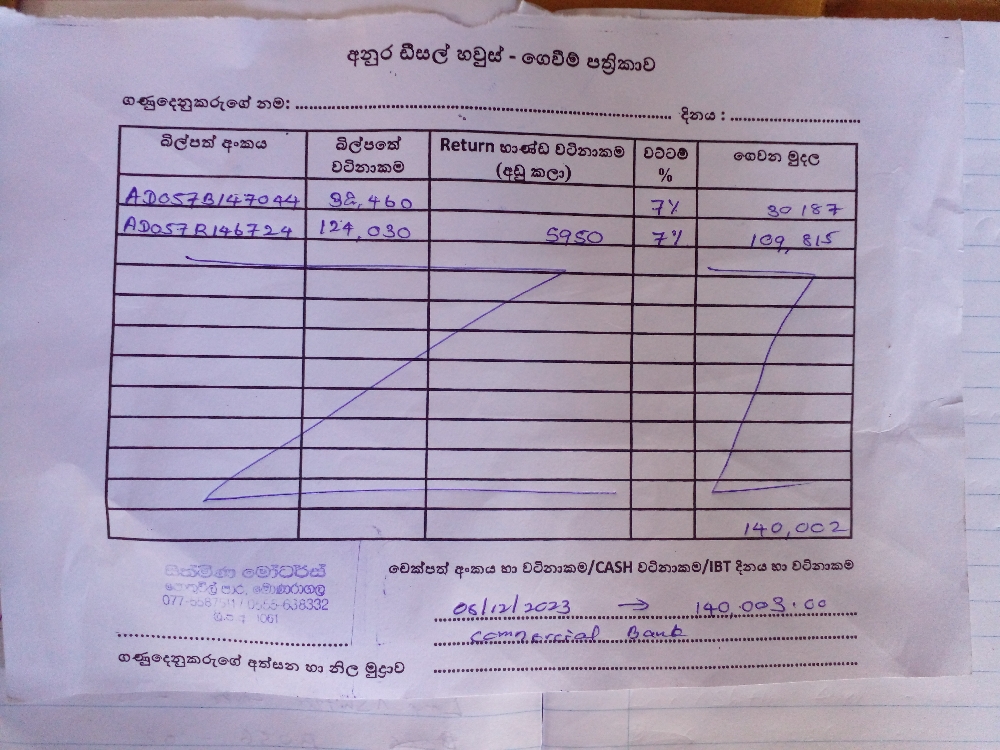 අනුර ඩීසල් හවුස් - ගෙවීම් පත්‍රිකාව
ගණුදෙනුකරුගේ නම: ........................ දිනය : ........................
බිල්පත් අංකය බිල්පතේ වටිනාකම Return භාණ්ඩ වටිනාකම (අඩු කලා) වට්ටම් % ගෙවන මුදල
AD057B147044 32,460 7% 30187
AD057B146724 124,030 5950 7% 109,815
140,002
චෙක්පත් අංකය හා වටිනාකම/CASH වටිනාකම/IBT දිනය හා වටිනාකම
මෝටර්ස්
පාර, මොණරාගල
06/12/2023 → 140,003.00
Commercial Bank
ගණුදෙනුකරුගේ අත්සන හා නිල මුද්‍රාව